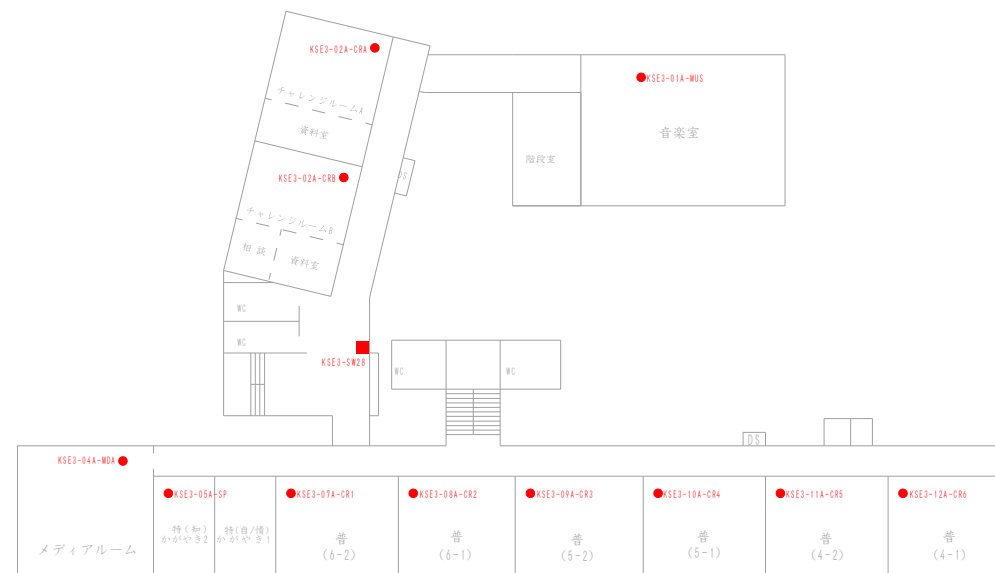 KSE3-02A-CRA
KSE3-01A-MUS
チャレンジルームA
資料室
音楽室
階段室
KSE3-02A-CRB
DS
チャレンジルームB
相 談
資料室
WC
WC
KSE3-SW28
WC
WC
DS
KSE3-04A-MDA
KSE3-05A-SP
KSE3-07A-CR1
KSE3-08A-CR2
KSE3-09A-CR3
KSE3-10A-CR4
KSE3-11A-CR5
KSE3-12A-CR6
メディアルーム
特(知)
かがやき2
特(自/情)
かがやき1
普
(6-2)
普
(6-1)
普
(5-2)
普
(5-1)
普
(4-2)
普
(4-1)